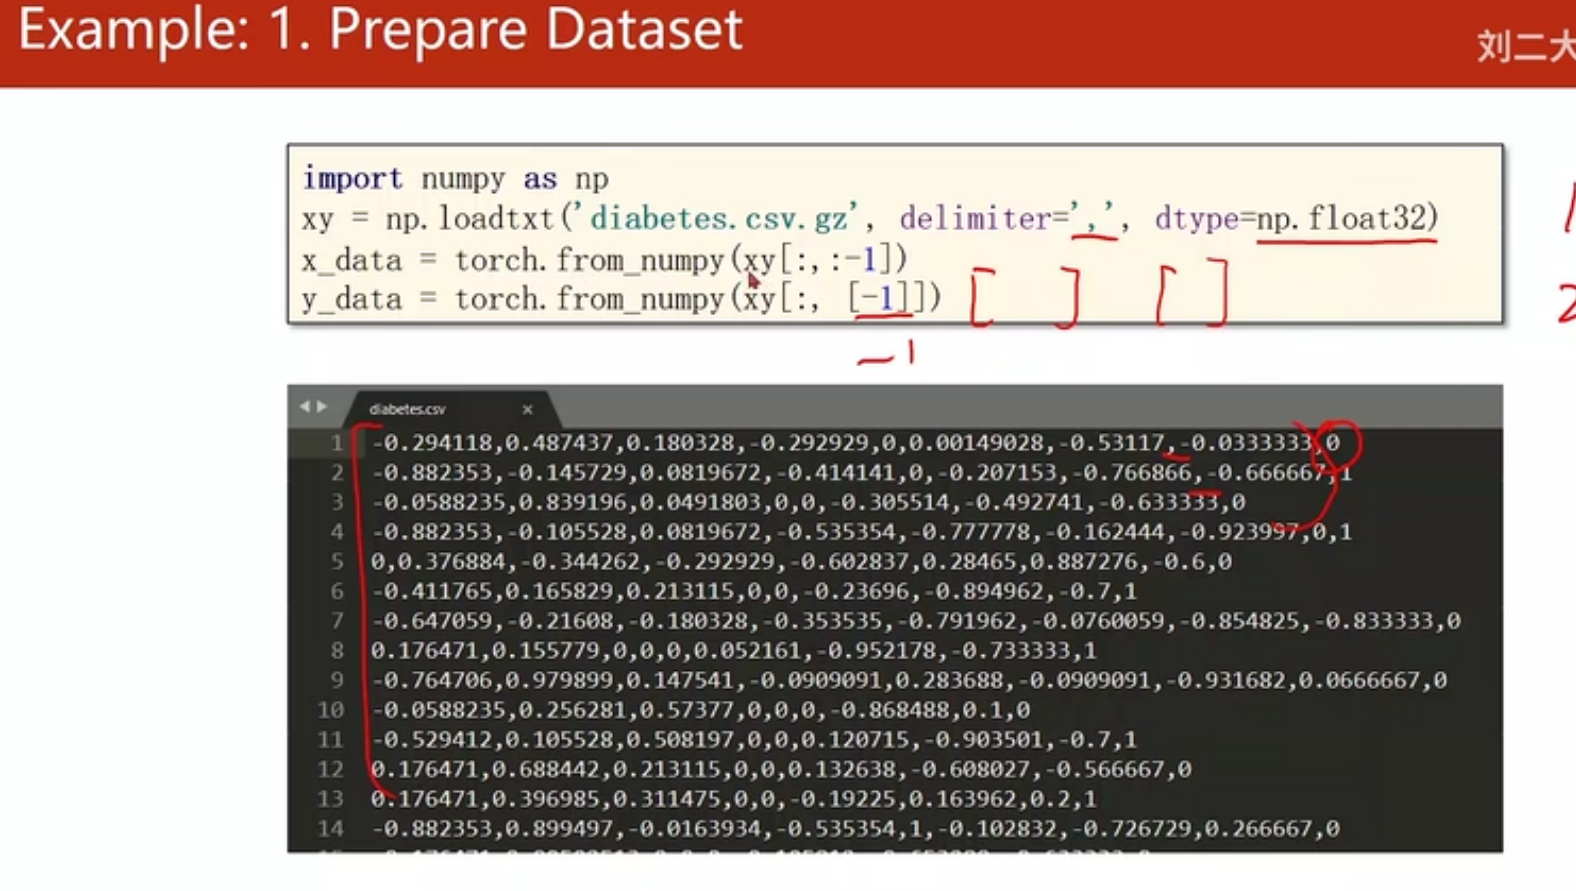 Example: 1. Prepare Dataset
刘二大
import numpy as np
xy = np.loadtxt('diabetes.csv.gz', delimiter=',', dtype=np.float32)
x_data = torch.from_numpy(xy[:,:-1])
y_data = torch.from_numpy(xy[:, [-1]])
[ ] [ ]
2
-1
diabetes.csv
1 -0.294118,0.487437,0.180328,-0.292929,0,0.00149028,-0.53117,-0.0333333,0
2 -0.882353,-0.145729,0.0819672,-0.414141,0,-0.207153,-0.766866,-0.666667,1
3 -0.0588235,0.839196,0.0491803,0,0,-0.305514,-0.492741,-0.633333,0
4 -0.882353,-0.105528,0.0819672,-0.535354,-0.777778,-0.162444,-0.923997,0,1
5 0,0.376884,-0.344262,-0.292929,-0.602837,0.28465,0.887276,-0.6,0
6 -0.411765,0.165829,0.213115,0,0,-0.23696,-0.894962,-0.7,1
7 -0.647059,-0.21608,-0.180328,-0.353535,-0.791962,-0.0760059,-0.854825,-0.833333,0
8 0.176471,0.155779,0,0,0,0.052161,-0.952178,-0.733333,1
9 -0.764706,0.979899,0.147541,-0.0909091,0.283688,-0.0909091,-0.931682,0.0666667,0
10 -0.0588235,0.256281,0.57377,0,0,0,-0.868488,0.1,0
11 -0.529412,0.105528,0.508197,0,0,0.120715,-0.903501,-0.7,1
12 0.176471,0.688442,0.213115,0,0,0.132638,-0.608027,-0.566667,0
13 0.176471,0.396985,0.311475,0,0,-0.19225,0.163962,0.2,1
14 -0.882353,0.899497,-0.0163934,-0.535354,1,-0.102832,-0.726729,0.266667,0